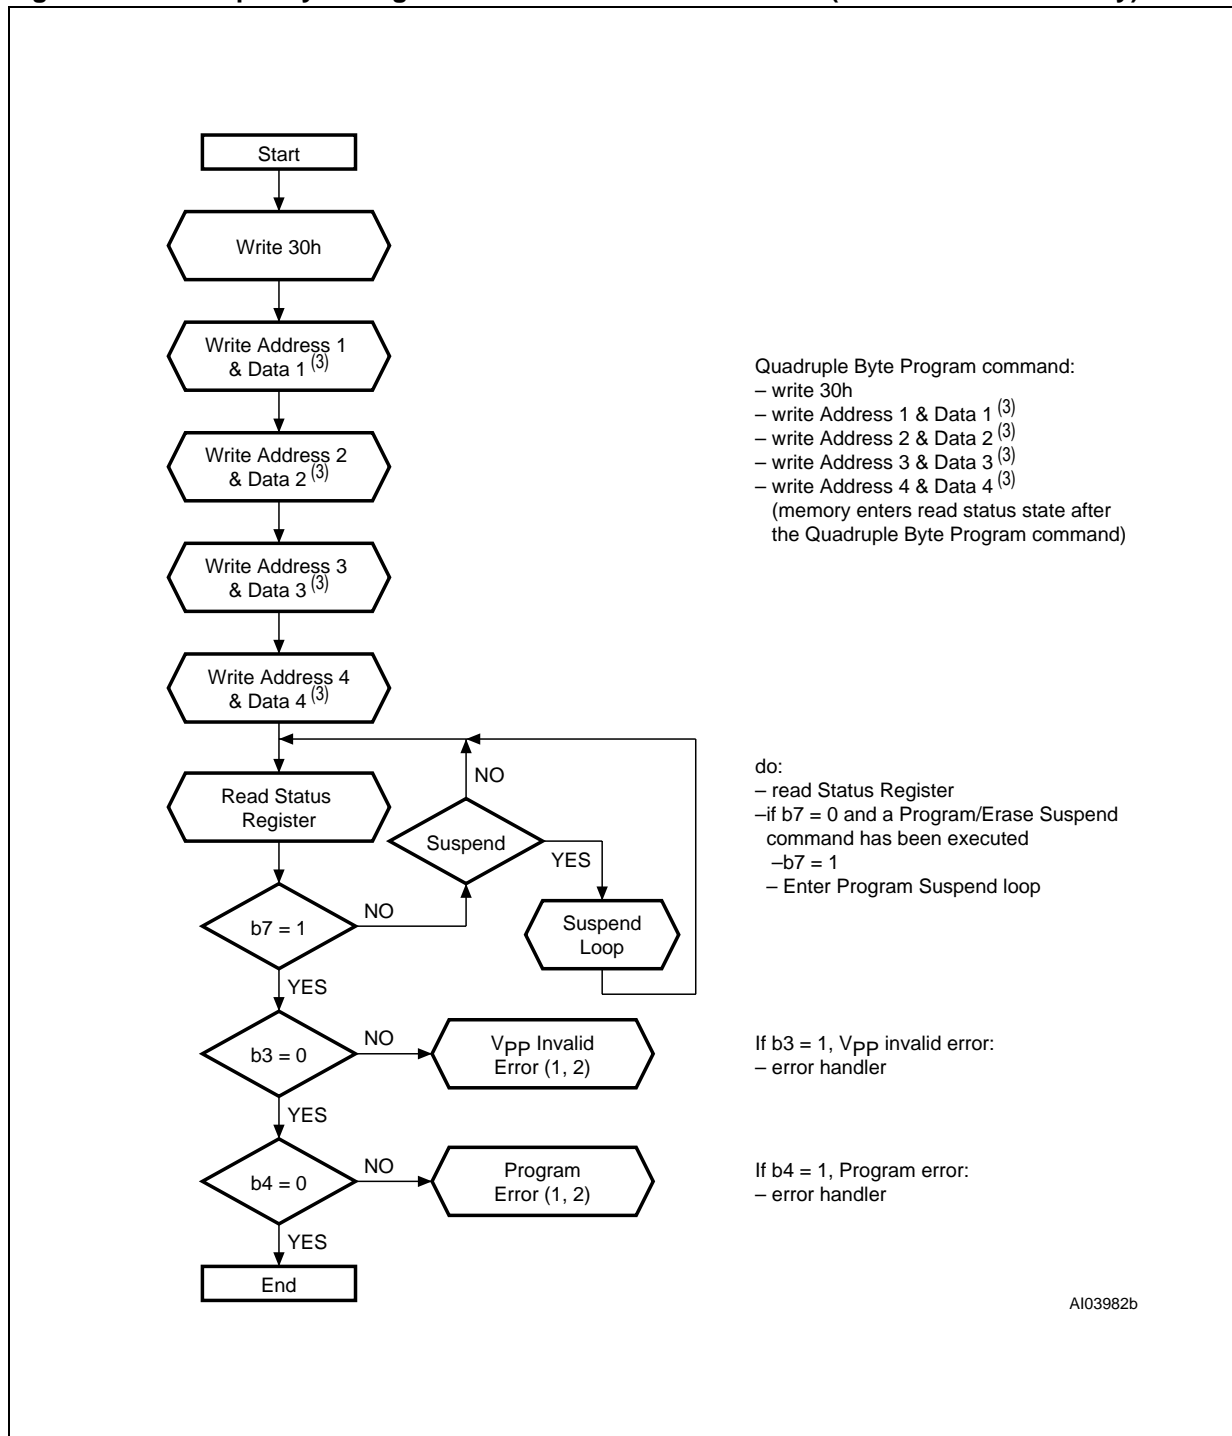 Start
Write 30h
Write Address 1
& Data 1 (3)
Write Address 2
& Data 2 (3)
Write Address 3
& Data 3 (3)
Write Address 4
& Data 4 (3)
Read Status
Register
NO
Suspend
YES
Suspend
Loop
b7 = 1
NO
YES
b3 = 0
NO
VPP Invalid
Error (1, 2)
YES
b4 = 0
NO
Program
Error (1, 2)
YES
End
Quadruple Byte Program command:
– write 30h
– write Address 1 & Data 1 (3)
– write Address 2 & Data 2 (3)
– write Address 3 & Data 3 (3)
– write Address 4 & Data 4 (3)
(memory enters read status state after
the Quadruple Byte Program command)
do:
– read Status Register
–if b7 = 0 and a Program/Erase Suspend
command has been executed
–b7 = 1
– Enter Program Suspend loop
If b3 = 1, VPP invalid error:
– error handler
If b4 = 1, Program error:
– error handler
AI03982b